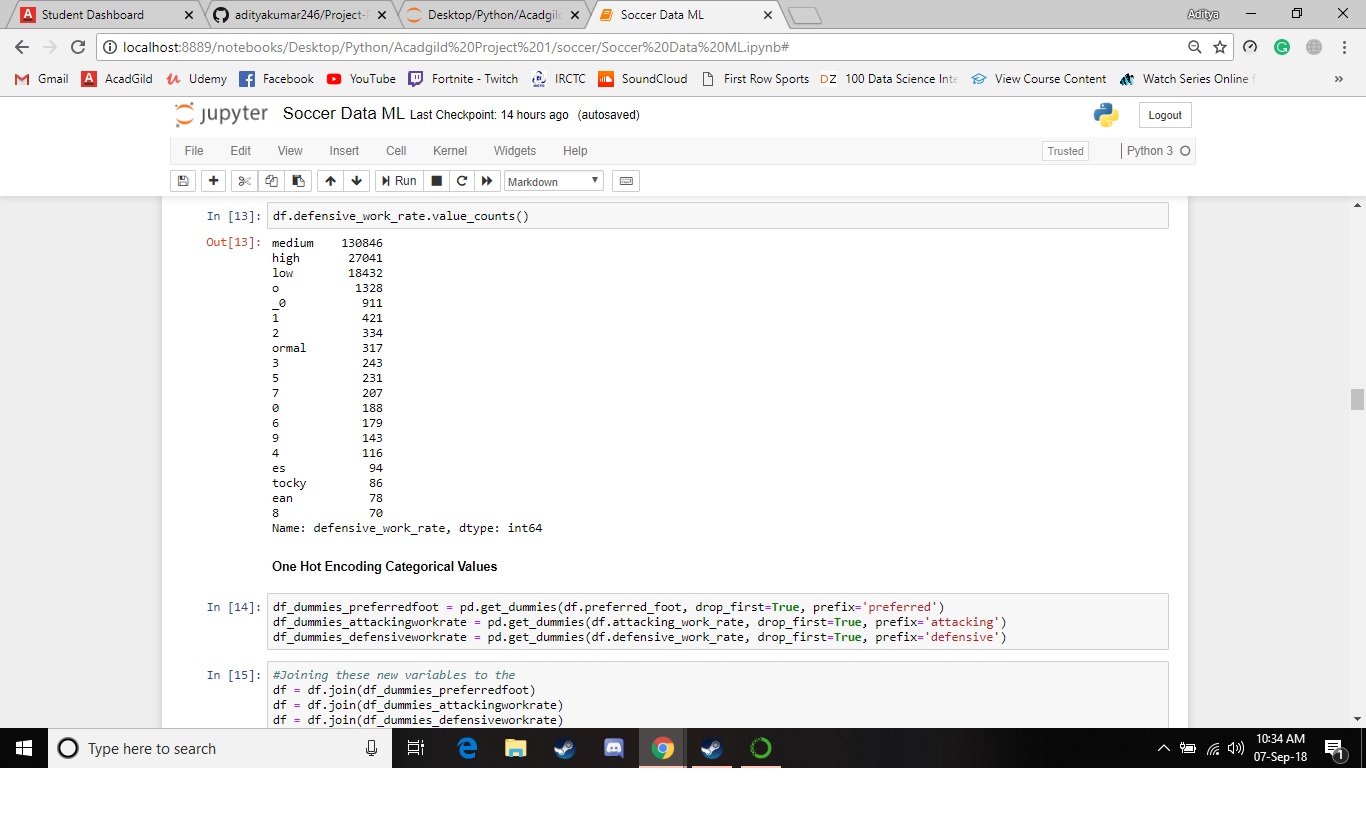 Student Dashboard
adityakumar246/Project-
Desktop/Python/Acadgil
Soccer Data ML
Aditya
localhost:8889/notebooks/Desktop/Python/Acadgild%20Project%201/soccer/Soccer%20Data%20ML.ipynb#
Gmail AcadGild Udemy Facebook YouTube Fortnite - Twitch IRCTC SoundCloud First Row Sports DZ 100 Data Science Inte View Course Content Watch Series Online
jupyter Soccer Data ML Last Checkpoint: 14 hours ago (autosaved)
Logout
File Edit View Insert Cell Kernel Widgets Help
Trusted Python 3
Run Markdown
In [13]: df.defensive_work_rate.value_counts()
Out[13]: medium 130846
high 27041
low 18432
o 1328
_0 911
1 421
2 334
ormal 317
3 243
5 231
7 207
0 188
6 179
9 143
4 116
es 94
tocky 86
ean 78
8 70
Name: defensive_work_rate, dtype: int64
One Hot Encoding Categorical Values
In [14]: df_dummies_preferredfoot = pd.get_dummies(df.preferred_foot, drop_first=True, prefix='preferred')
df_dummies_attackingworkrate = pd.get_dummies(df.attacking_work_rate, drop_first=True, prefix='attacking')
df_dummies_defensiveworkrate = pd.get_dummies(df.defensive_work_rate, drop_first=True, prefix='defensive')
In [15]: #Joining these new variables to the
df = df.join(df_dummies_preferredfoot)
df = df.join(df_dummies_attackingworkrate)
df = df.join(df_dummies_defensiveworkrate)
Type here to search
10:34 AM
07-Sep-18
1